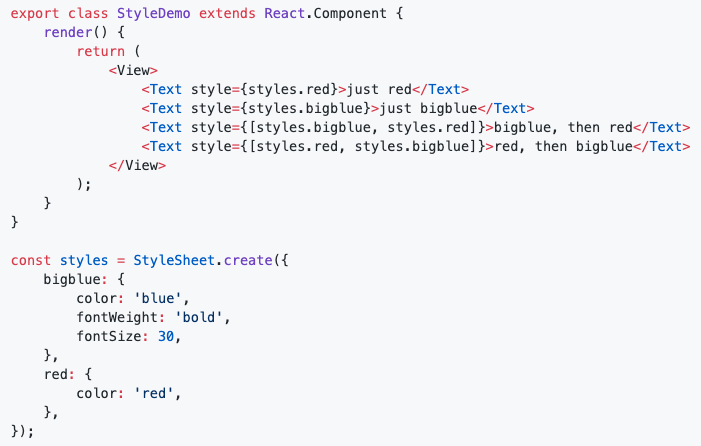 export class StyleDemo extends React.Component {
    render() {
        return (
            <View>
                <Text style={styles.red}>just red</Text>
                <Text style={styles.bigblue}>just bigblue</Text>
                <Text style={[styles.bigblue, styles.red]}>bigblue, then red</Text>
                <Text style={[styles.red, styles.bigblue]}>red, then bigblue</Text>
            </View>
        );
    }
}

const styles = StyleSheet.create({
    bigblue: {
        color: 'blue',
        fontWeight: 'bold',
        fontSize: 30,
    },
    red: {
        color: 'red',
    },
});